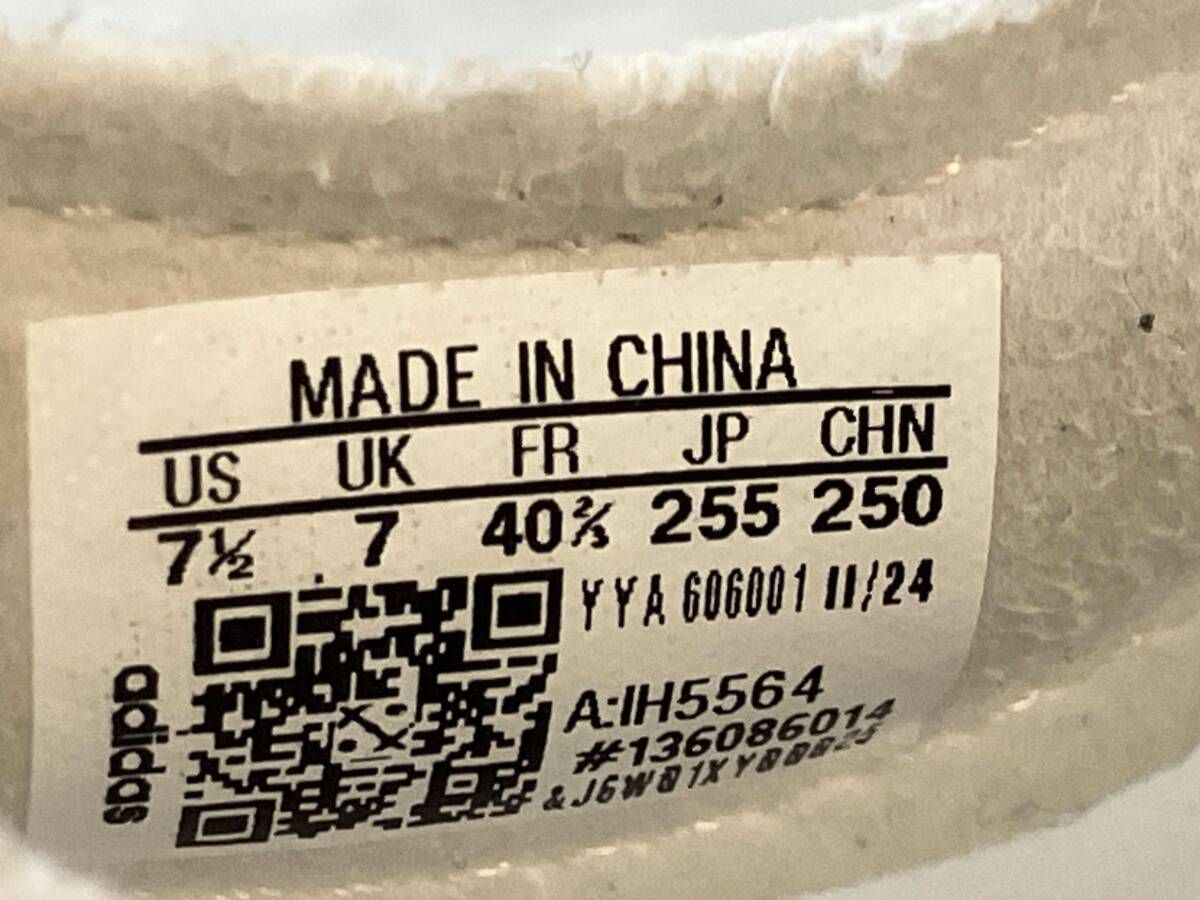 MADE IN CHINA
US UK FR JP CHN
7½ 7 40⅔ 255 250
YYA 606001 11/24
A:IH5564
#136086014
&J6W01XY00825
adidas